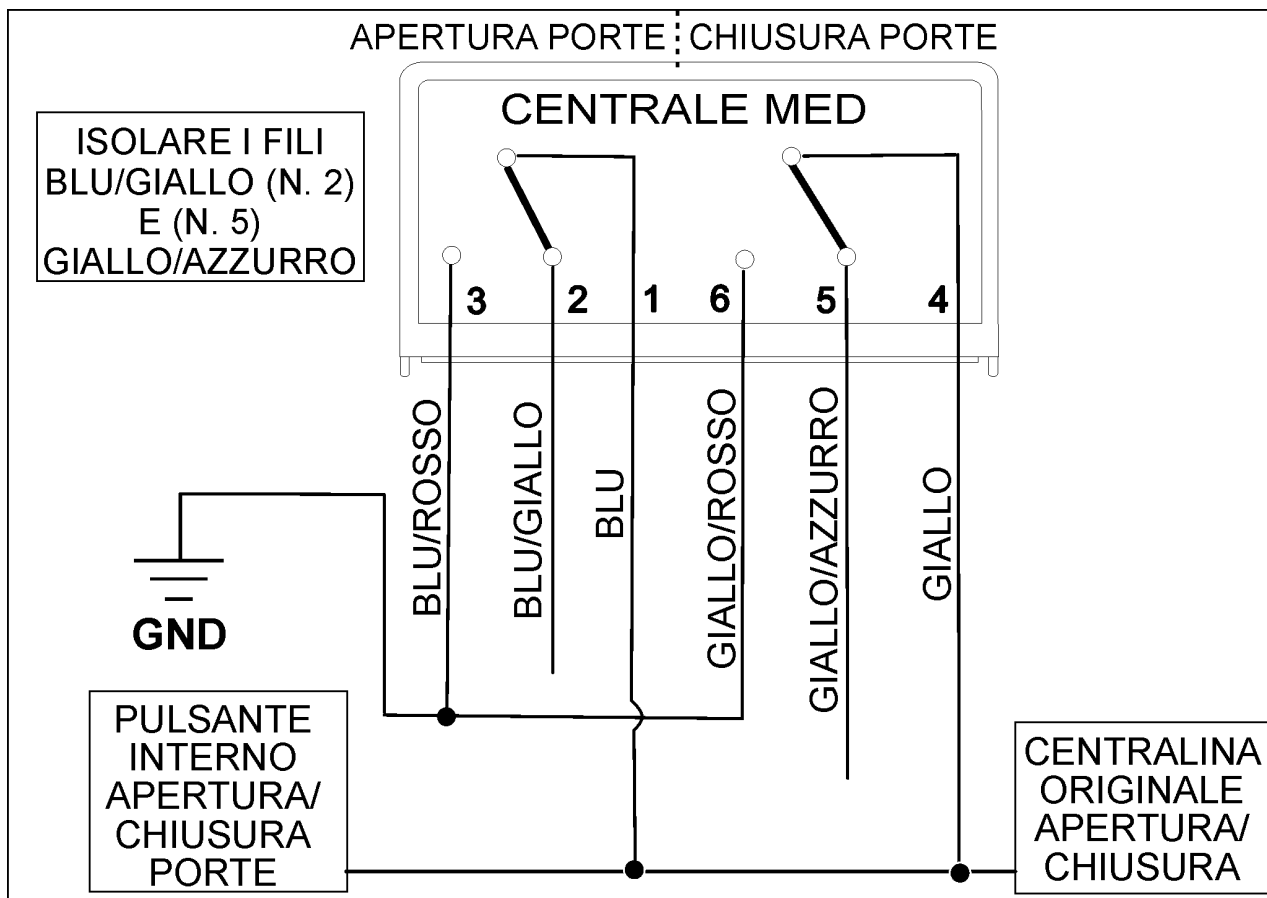 APERTURA PORTE CHIUSURA PORTE
CENTRALE MED
ISOLARE I FILI
BLU/GIALLO (N. 2)
E (N. 5)
GIALLO/AZZURRO
3 2 1 6 5 4
BLU/ROSSO
BLU/GIALLO
BLU
GIALLO/ROSSO
GIALLO/AZZURRO
GIALLO
GND
PULSANTE
INTERNO
APERTURA/
CHIUSURA
PORTE
CENTRALINA
ORIGINALE
APERTURA/
CHIUSURA